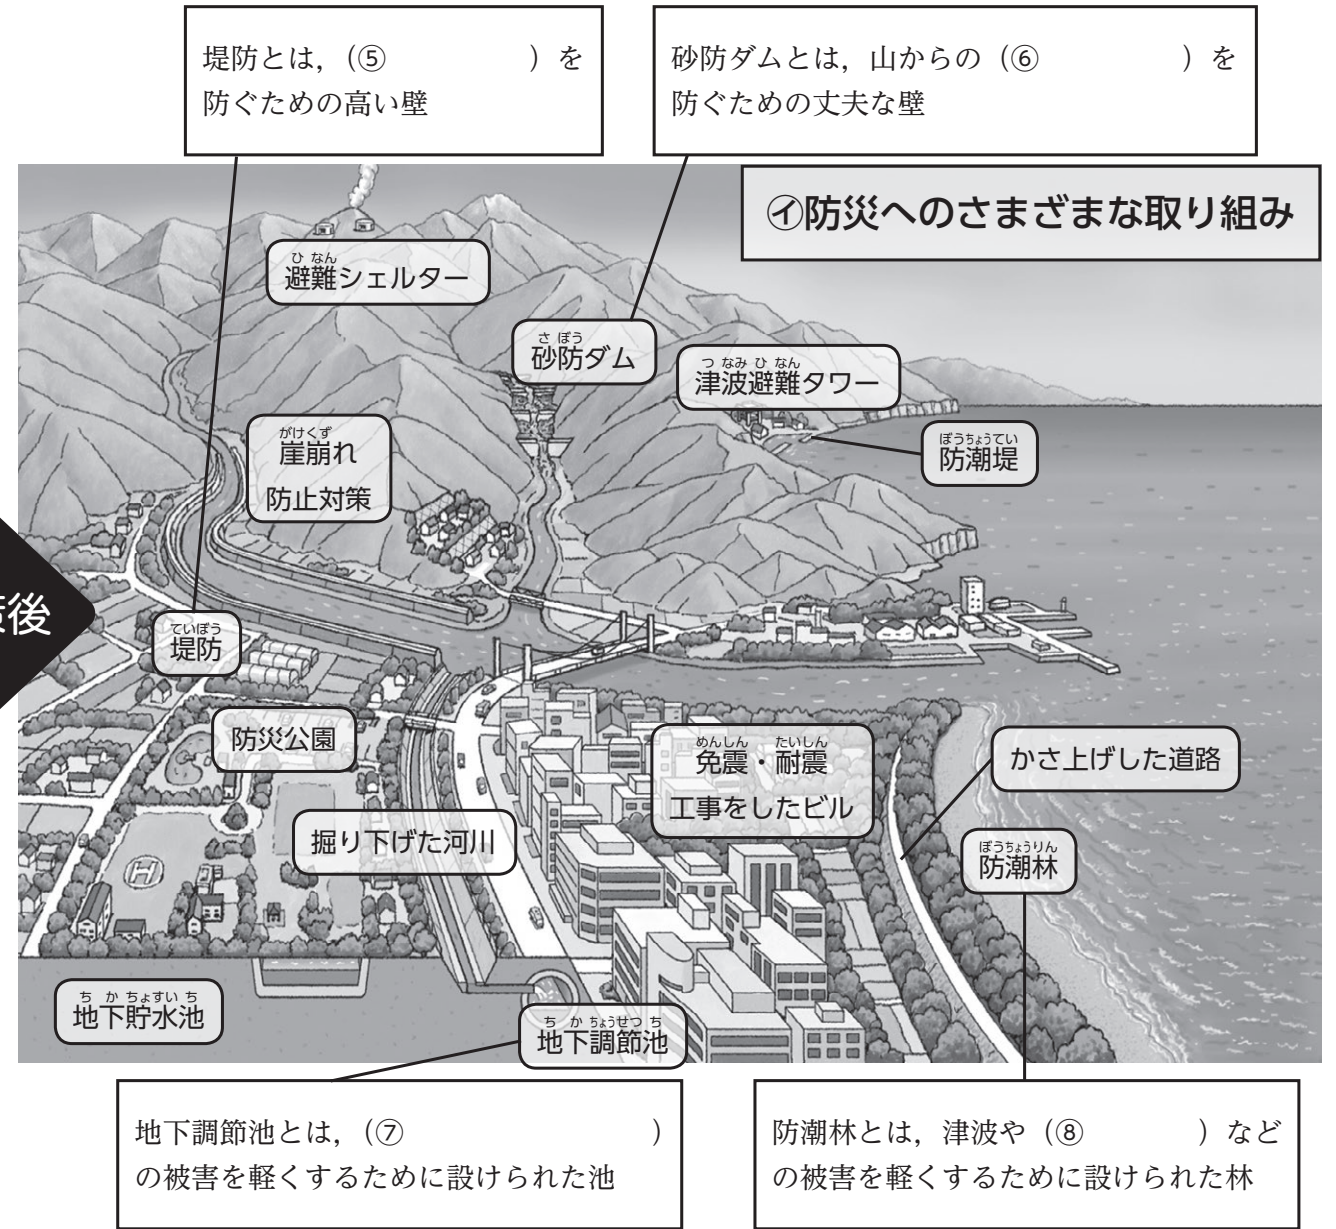 堤防とは,（⑤　　　　　）を
防ぐための高い壁
砂防ダムとは，山からの（⑥　　　　　）を
防ぐための丈夫な壁
㋑防災へのさまざまな取り組み
ひなん
避難シェルター
さぼう
砂防ダム
つなみひなん
津波避難タワー
ぼうちょうてい
防潮堤
がけくず
崖崩れ
防止対策
後
ていぼう
堤防
防災公園
めんしん たいしん
免震・耐震
工事をしたビル
かさ上げした道路
掘り下げた河川
ぼうちょうりん
防潮林
ちかちょすいち
地下貯水池
ちかちょうせつち
地下調節池
地下調節池とは,（⑦　　　　　　　　　）
の被害を軽くするために設けられた池
防潮林とは，津波や（⑧　　　　）など
の被害を軽くするために設けられた林